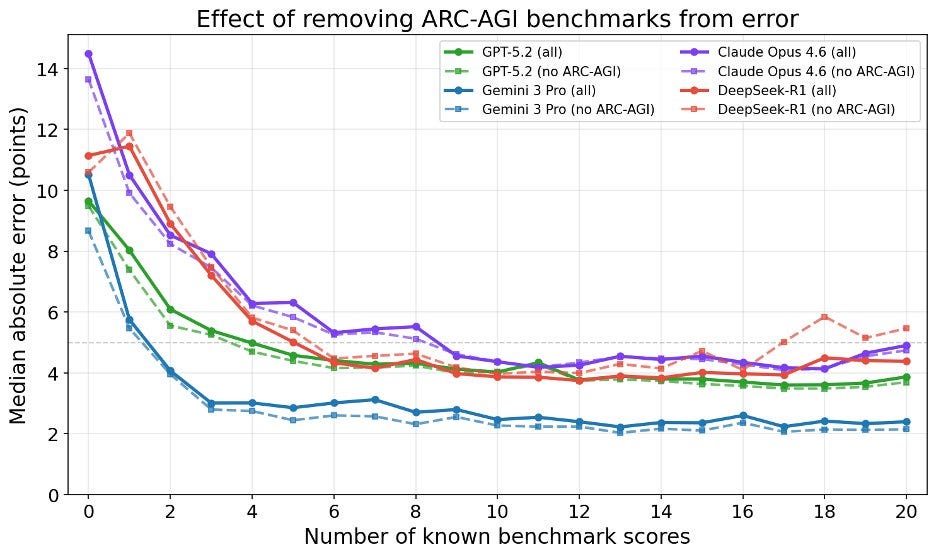 Effect of removing ARC-AGI benchmarks from error
Median absolute error (points)
14
12
10
8
6
4
2
0
GPT-5.2 (all)
GPT-5.2 (no ARC-AGI)
Gemini 3 Pro (all)
Gemini 3 Pro (no ARC-AGI)
Claude Opus 4.6 (all)
Claude Opus 4.6 (no ARC-AGI)
DeepSeek-R1 (all)
DeepSeek-R1 (no ARC-AGI)
0 2 4 6 8 10 12 14 16 18 20
Number of known benchmark scores